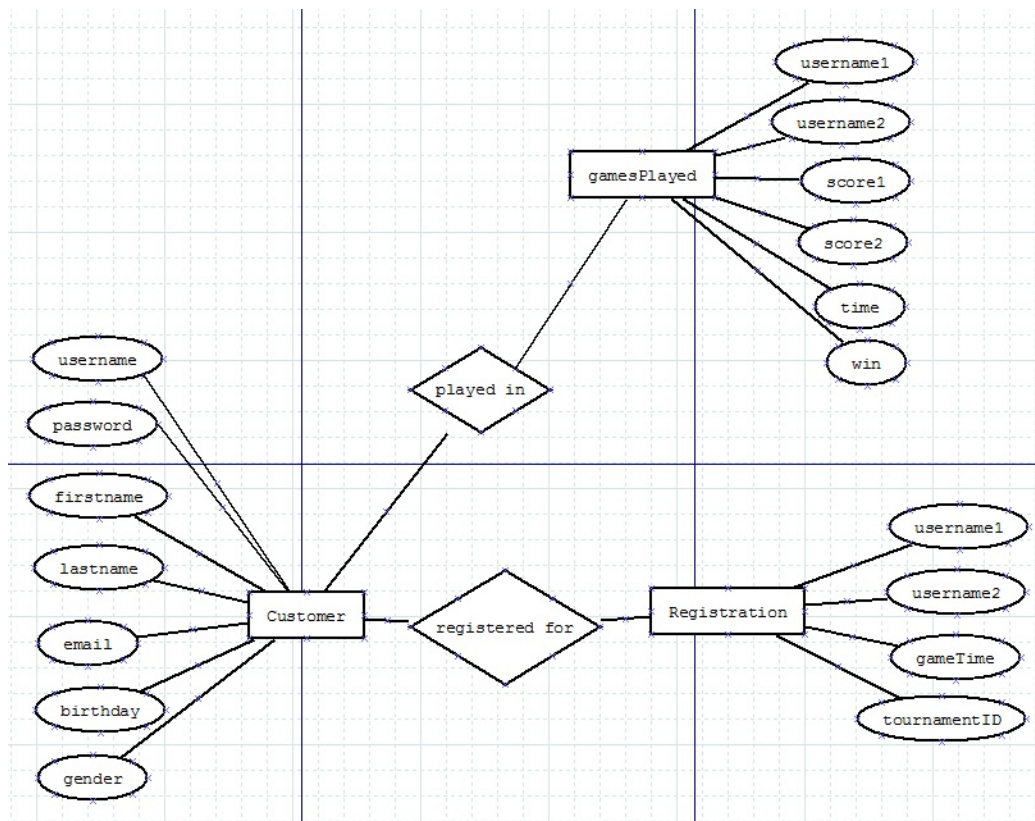 username1
username2
gamesPlayed
score1
score2
time
win
username
played in
password
firstname
lastname
email
birthday
gender
Customer
registered for
Registration
username1
username2
gameTime
tournamentID